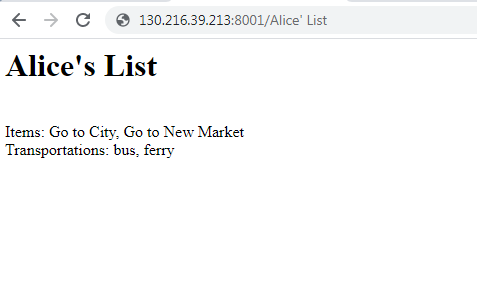 130.216.39.213:8001/Alice' List
Alice's List
Items: Go to City, Go to New Market
Transportations: bus, ferry